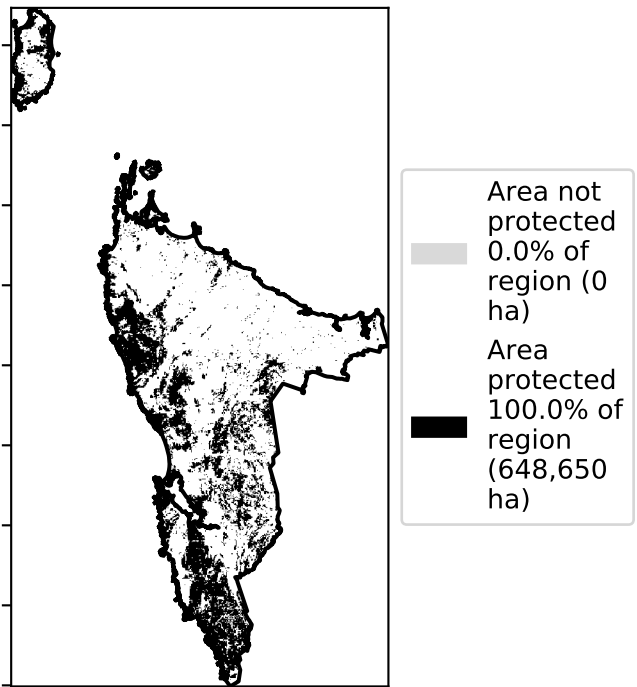 Area not
protected
0.0% of
region (0
ha)
Area
protected
100.0% of
region
(648,650
ha)